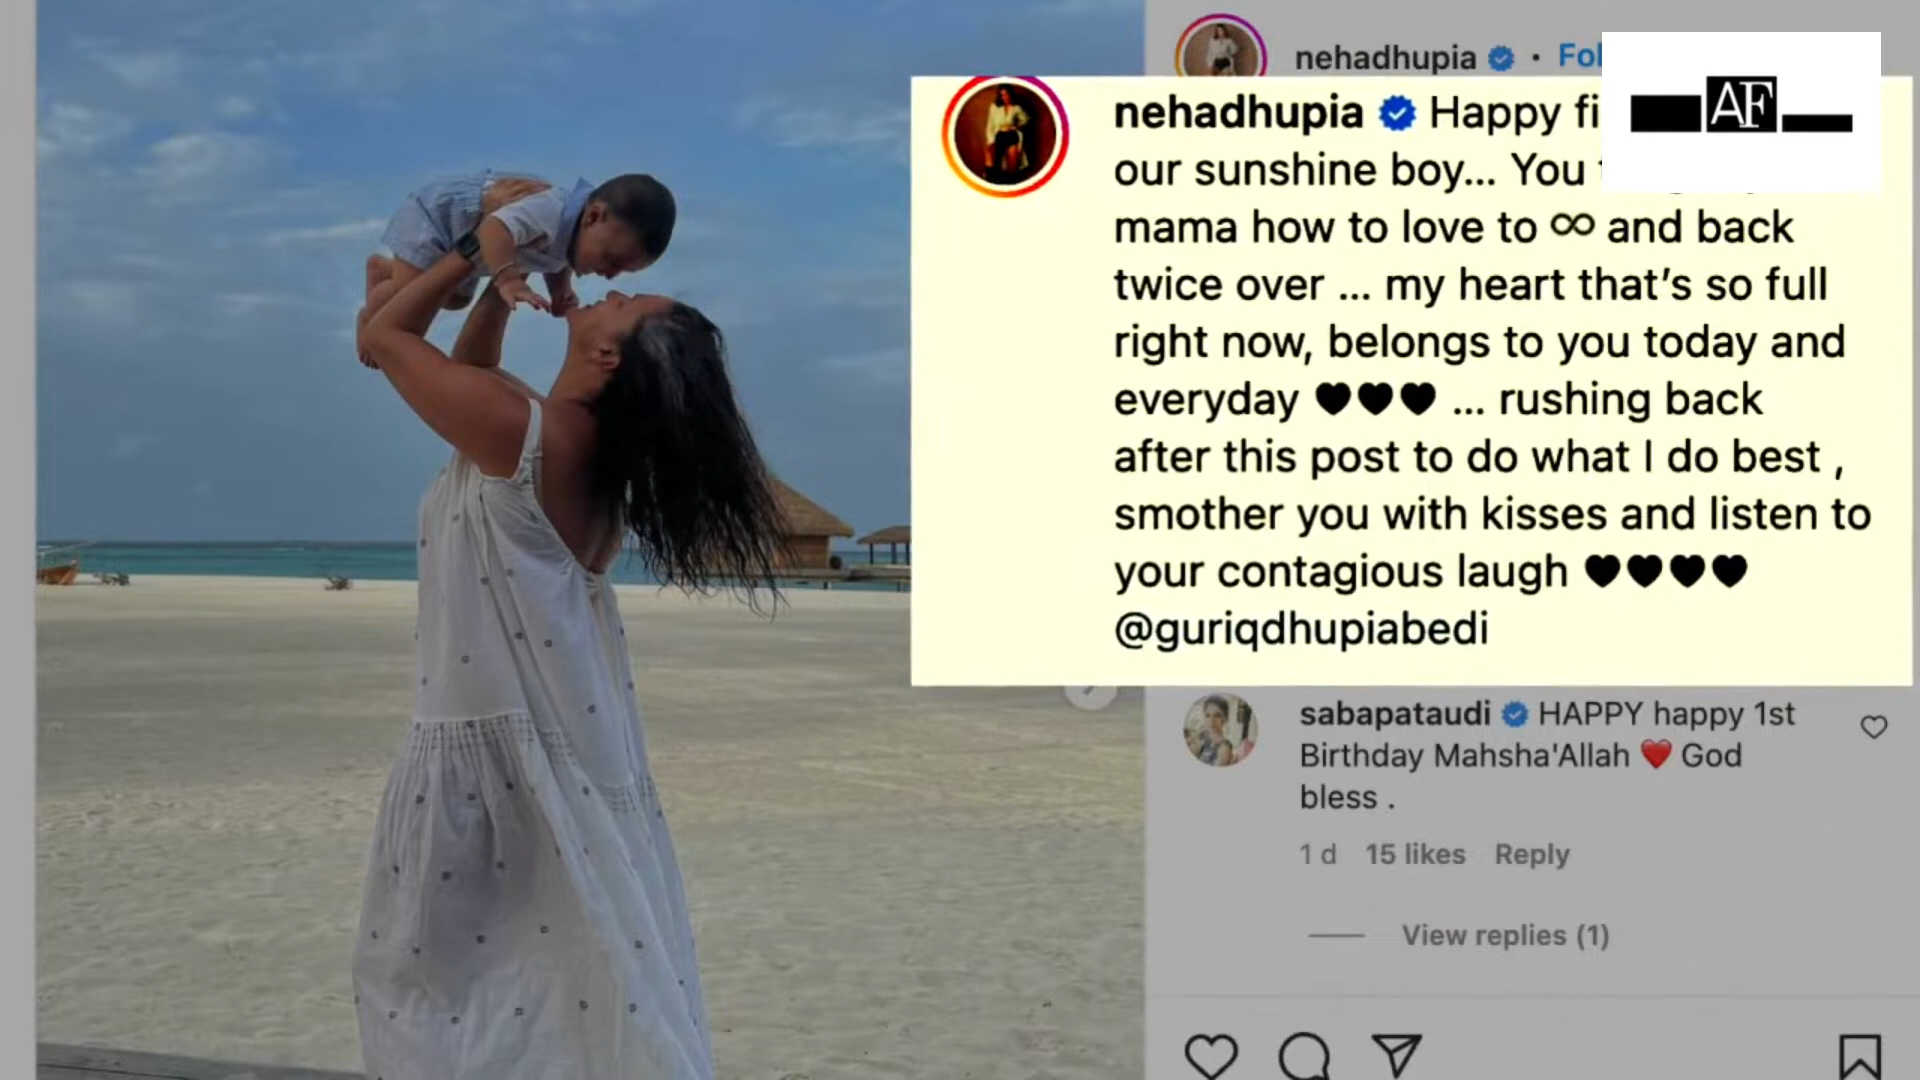 nehadhupia • Fol
AF
nehadhupia Happy fi
our sunshine boy... You
mama how to love to ∞ and back
twice over ... my heart that's so full
right now, belongs to you today and
everyday 🖤🖤🖤 ... rushing back
after this post to do what I do best ,
smother you with kisses and listen to
your contagious laugh 🖤🖤🖤🖤
@guriqdhupiabedi
sabapataudi HAPPY happy 1st
Birthday Mahsha'Allah ❤️ God
bless .
1 d 15 likes Reply
View replies (1)